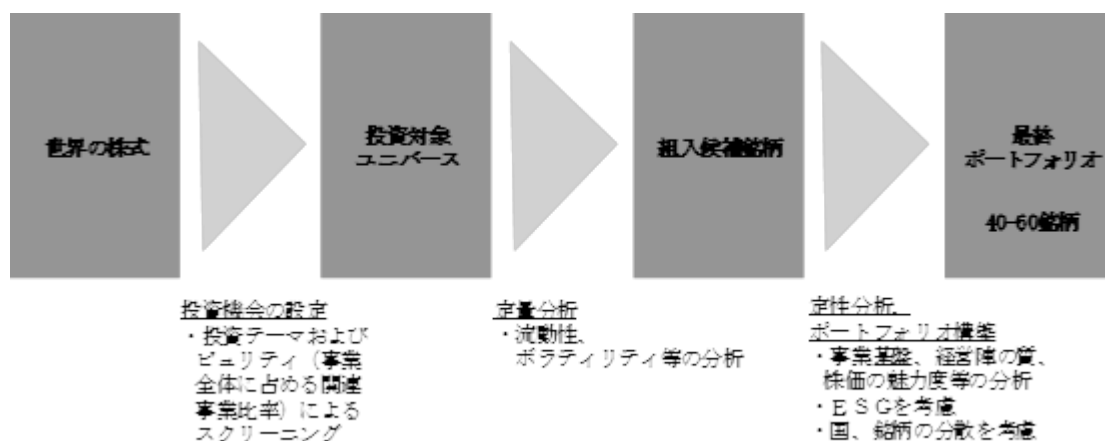 世界の株式
投資対象
ユニバース
組入候補銘柄
最終
ポートフォリオ
40-60銘柄
投資機会の設定
・投資テーマおよび
ピュリティ（事業
全体に占める関連
事業比率）による
スクリーニング
定量分析
・流動性、
ボラティリティ等の分析
定性分析、
ポートフォリオ構築
・事業基盤、経営陣の質、
株価の魅力度等の分析
・ＥＳＧを考慮
・国、銘柄の分散を考慮